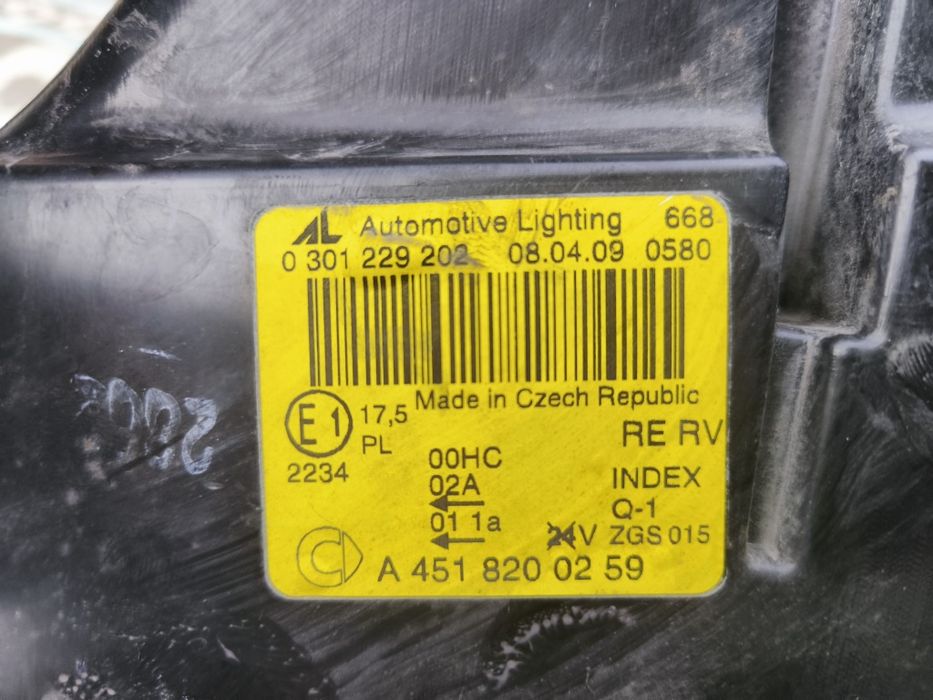 AL Automotive Lighting 668
0 301 229 202 08.04.09 0580
Made in Czech Republic
E1 17,5
PL
2234
RE RV
00HC
02A
INDEX
Q-1
01 1a
24V ZGS 015
A 451 820 02 59